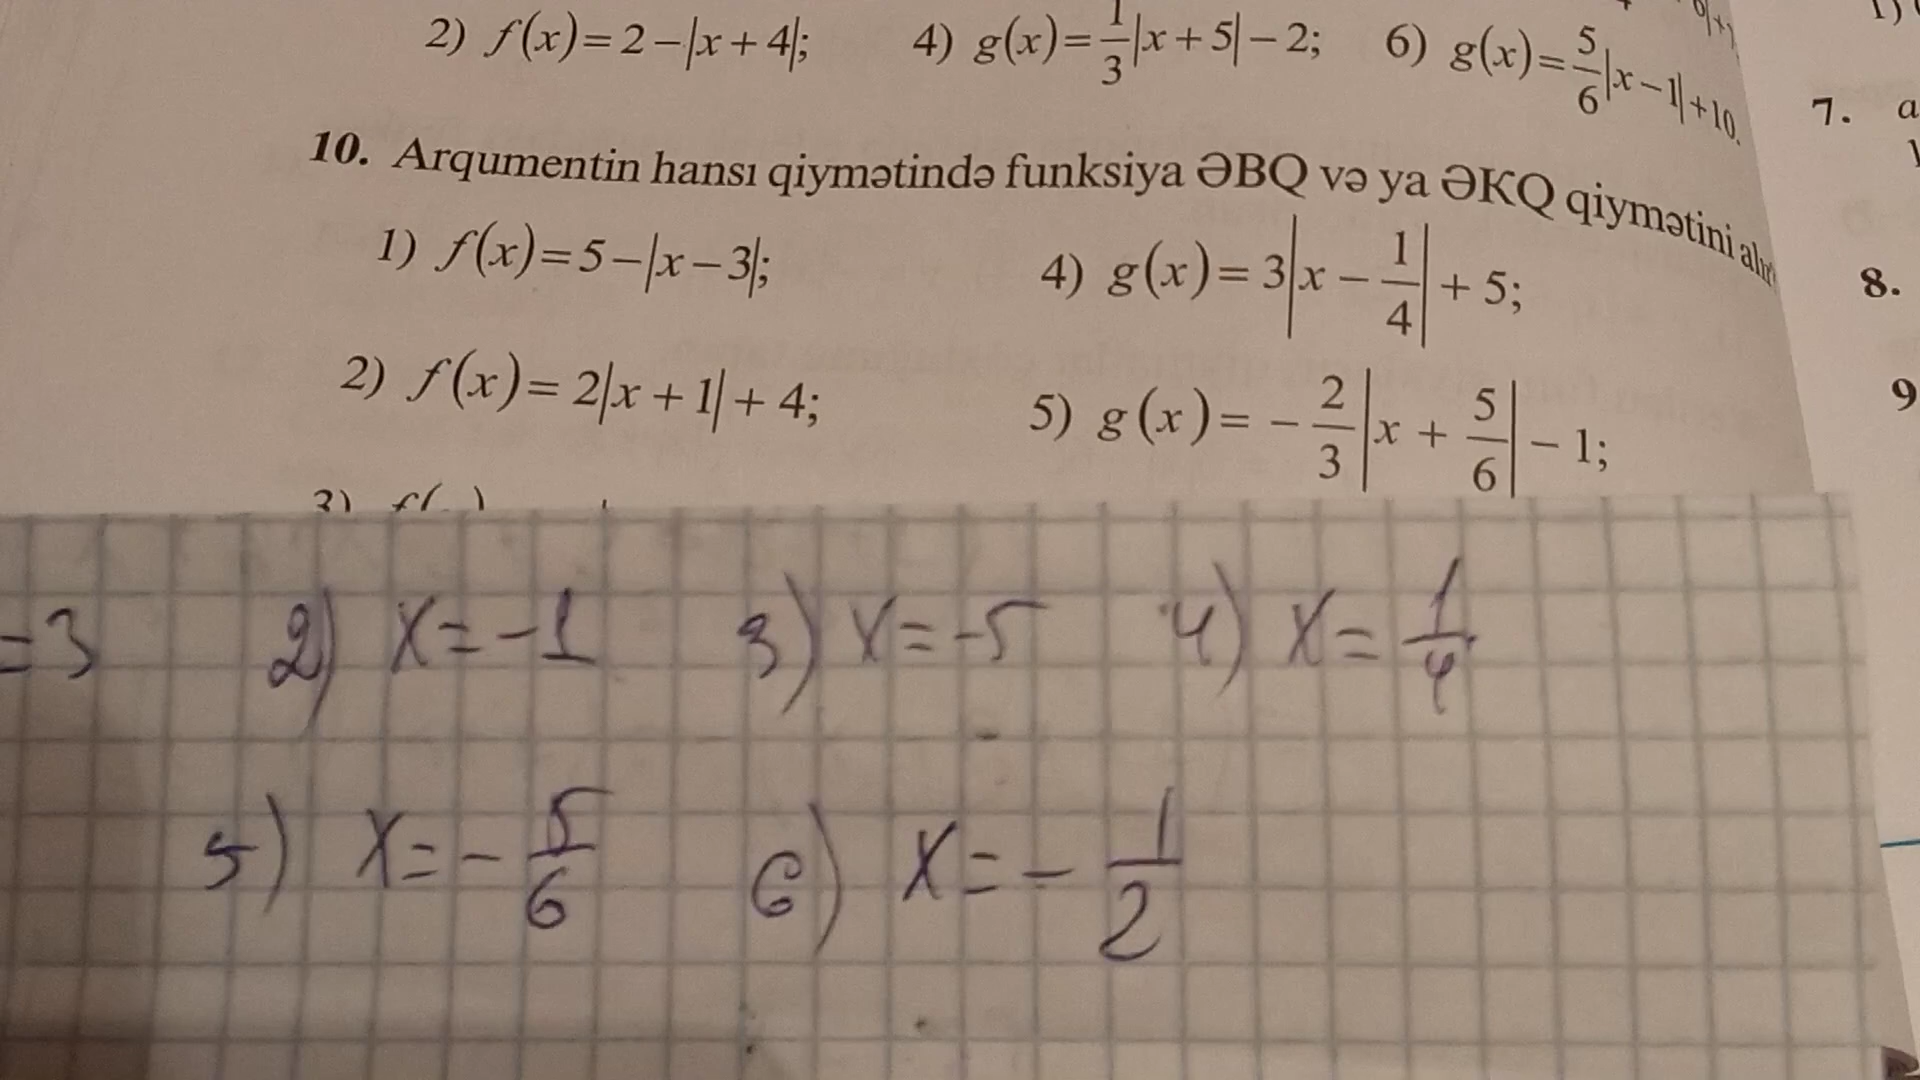 2) f(x)=2−|x+4|; 4) g(x)=1/3|x+5|−2; 6) g(x)=5/6|x−1|+10.
10. Arqumentin hansı qiymətində funksiya ƏBQ və ya ƏKQ qiymətini alır
1) f(x)=5−|x−3|; 4) g(x)=3|x−1/4|+5;
2) f(x)=2|x+1|+4; 5) g(x)=−2/3|x+5/6|−1;
3) f(
7. a
8.
9
=3 2) x=-1 3) x=-5 4) x=1/4
5) x=-5/6 6) x=-1/2